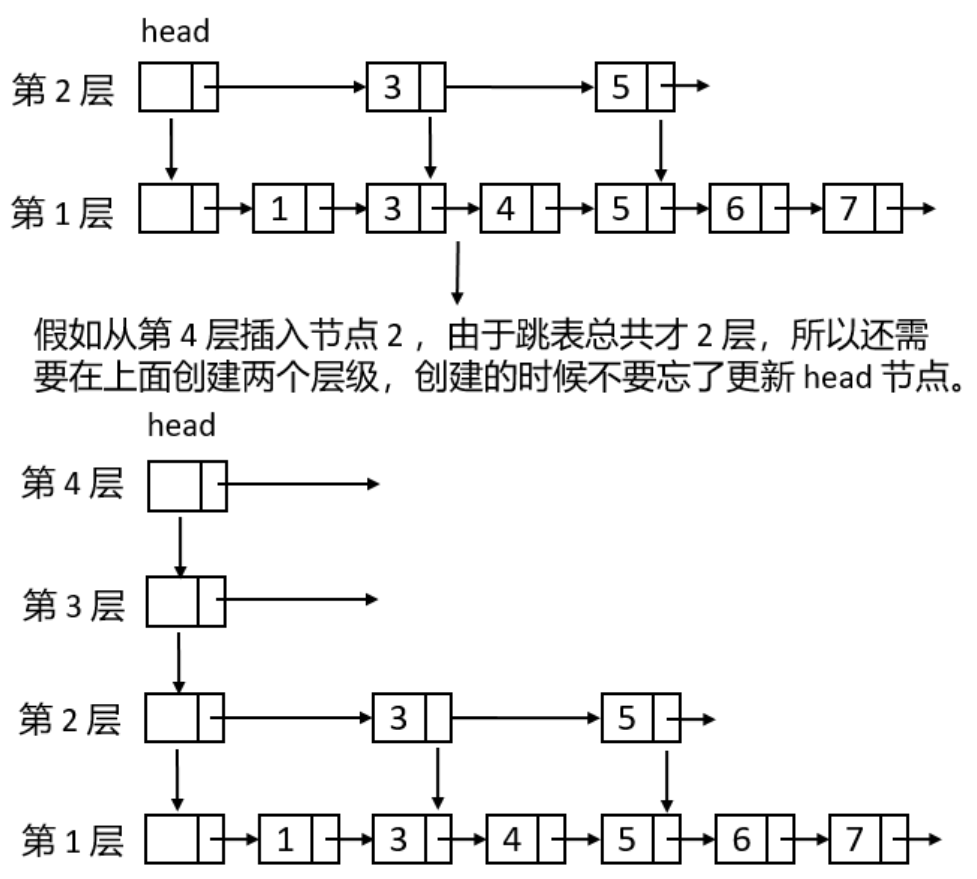 head
第 2 层 3 5
第 1 层 1 3 4 5 6 7
假如从第 4 层插入节点 2 ，由于跳表总共才 2 层，所以还需
要在上面创建两个层级，创建的时候不要忘了更新 head 节点。
head
第 4 层
第 3 层
第 2 层 3 5
第 1 层 1 3 4 5 6 7